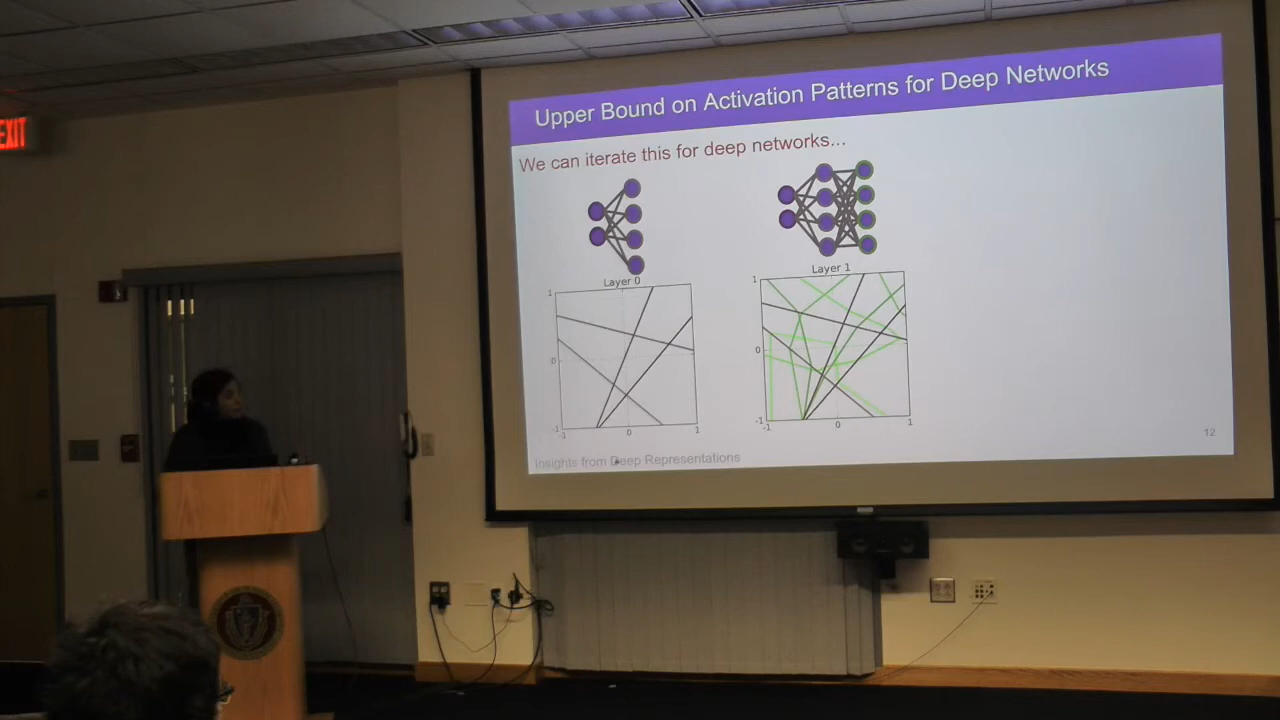 EXIT
Upper Bound on Activation Patterns for Deep Networks
We can iterate this for deep networks...
Layer 0
1
0
-1
-1
0
1
Layer 1
1
0
-1
-1
0
1
12
Insights from Deep Representations